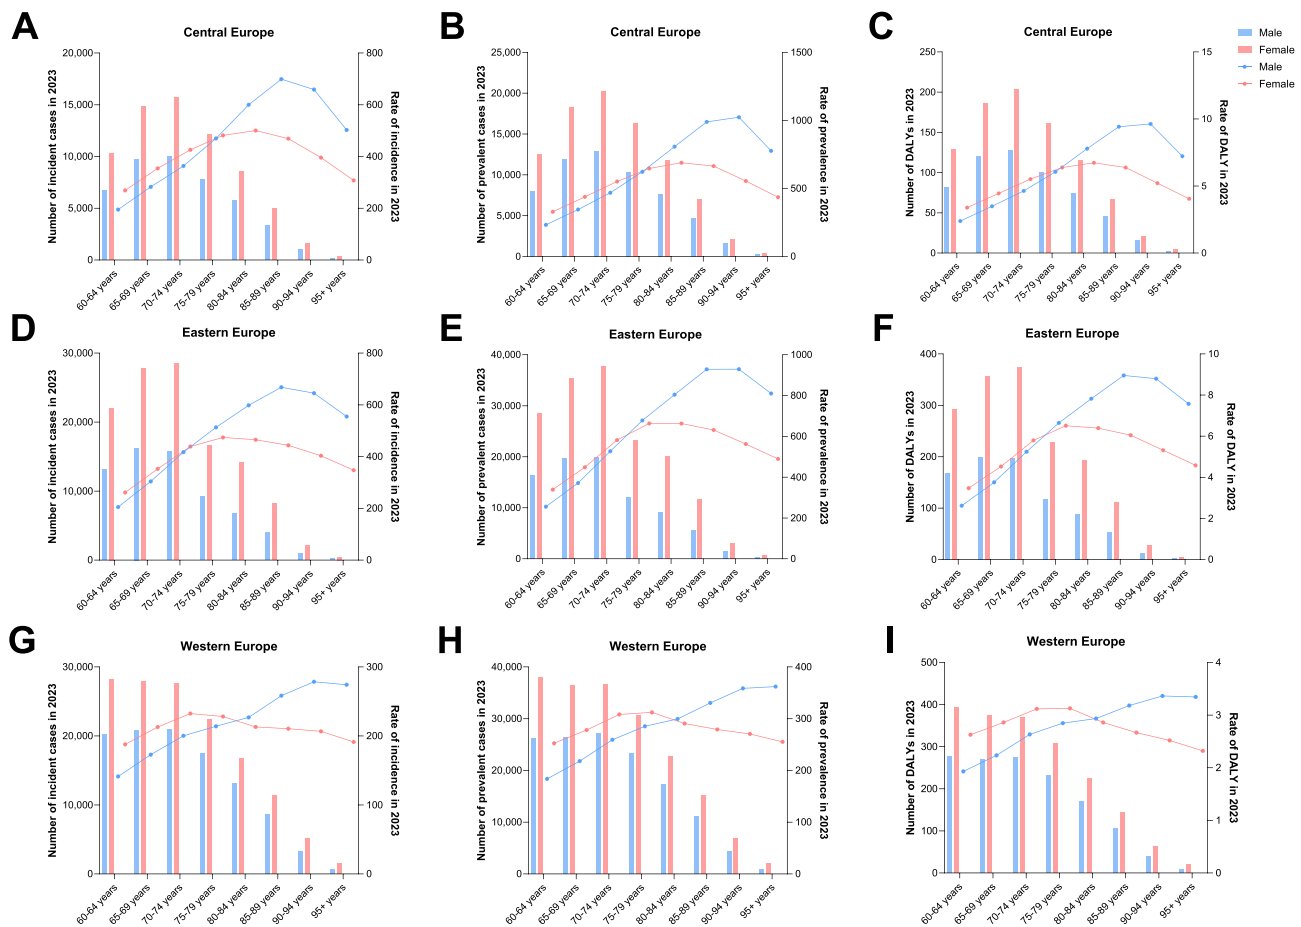 A
Central Europe
Number of incident cases in 2023
20,000
15,000
10,000
5,000
0
800
600
400
200
0
Rate of incidence in 2023
60-64 years
65-69 years
70-74 years
75-79 years
80-84 years
85-89 years
90-94 years
95+ years
B
Central Europe
Number of prevalent cases in 2023
25,000
20,000
15,000
10,000
5,000
0
1500
1000
500
0
Rate of prevalence in 2023
60-64 years
65-69 years
70-74 years
75-79 years
80-84 years
85-89 years
90-94 years
95+ years
C
Central Europe
Number of DALYs in 2023
250
200
150
100
50
0
15
10
5
0
Rate of DALY in 2023
60-64 years
65-69 years
70-74 years
75-79 years
80-84 years
85-89 years
90-94 years
95+ years
Male
Female
Male
Female
D
Eastern Europe
Number of incident cases in 2023
30,000
20,000
10,000
0
800
600
400
200
0
Rate of incidence in 2023
60-64 years
65-69 years
70-74 years
75-79 years
80-84 years
85-89 years
90-94 years
95+ years
E
Eastern Europe
Number of prevalent cases in 2023
40,000
30,000
20,000
10,000
0
1000
800
600
400
200
0
Rate of prevalence in 2023
60-64 years
65-69 years
70-74 years
75-79 years
80-84 years
85-89 years
90-94 years
95+ years
F
Eastern Europe
Number of DALYs in 2023
400
300
200
100
0
10
8
6
4
2
0
Rate of DALY in 2023
60-64 years
65-69 years
70-74 years
75-79 years
80-84 years
85-89 years
90-94 years
95+ years
G
Western Europe
Number of incident cases in 2023
30,000
20,000
10,000
0
300
200
100
0
Rate of incidence in 2023
60-64 years
65-69 years
70-74 years
75-79 years
80-84 years
85-89 years
90-94 years
95+ years
H
Western Europe
Number of prevalent cases in 2023
40,000
30,000
20,000
10,000
0
400
300
200
100
0
Rate of prevalence in 2023
60-64 years
65-69 years
70-74 years
75-79 years
80-84 years
85-89 years
90-94 years
95+ years
I
Western Europe
Number of DALYs in 2023
500
400
300
200
100
0
4
3
2
1
0
Rate of DALY in 2023
60-64 years
65-69 years
70-74 years
75-79 years
80-84 years
85-89 years
90-94 years
95+ years